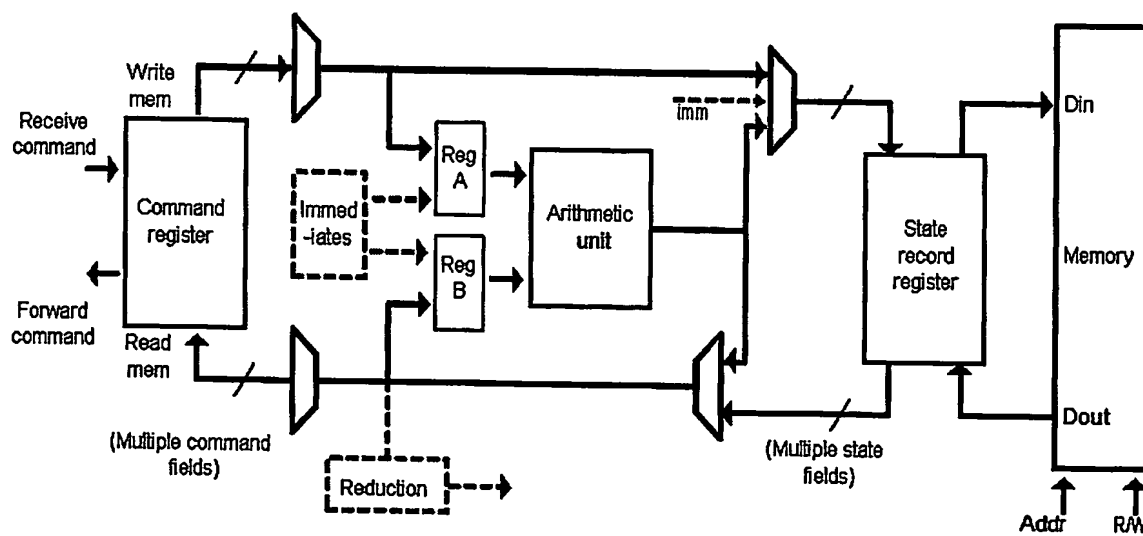 Write
mem
Receive
command
Command
register
Forward
command
Read
mem
(Multiple command
fields)
Immed
-iates
Reg
A
Reg
B
Reduction
Arithmetic
unit
imm
State
record
register
(Multiple state
fields)
Din
Memory
Dout
Addr
R/W